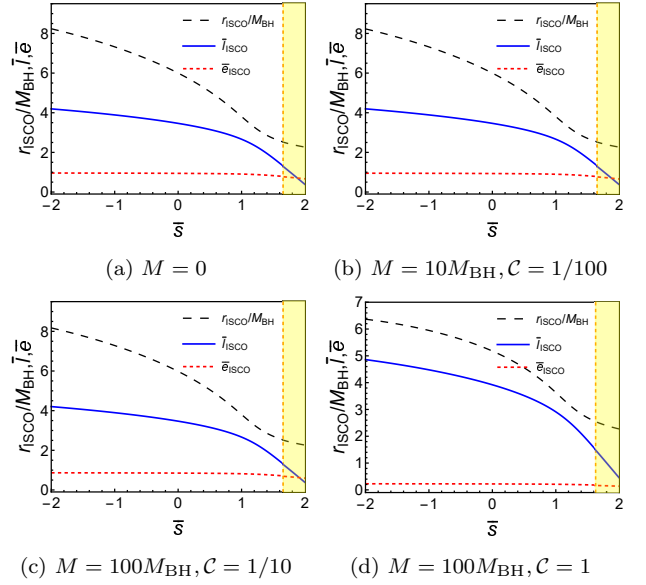 r_ISCO/M_BH
l̄_ISCO
ē_ISCO
r_ISCO/M_BH, l̄, ē
8
6
4
2
0
-2 -1 0 1 2
s̄
(a) M = 0
r_ISCO/M_BH
l̄_ISCO
ē_ISCO
r_ISCO/M_BH, l̄, ē
8
6
4
2
0
-2 -1 0 1 2
s̄
(b) M = 10M_BH, C = 1/100
r_ISCO/M_BH
l̄_ISCO
ē_ISCO
r_ISCO/M_BH, l̄, ē
8
6
4
2
0
-2 -1 0 1 2
s̄
(c) M = 100M_BH, C = 1/10
r_ISCO/M_BH
l̄_ISCO
ē_ISCO
r_ISCO/M_BH, l̄, ē
7
6
5
4
3
2
1
0
-2 -1 0 1 2
s̄
(d) M = 100M_BH, C = 1